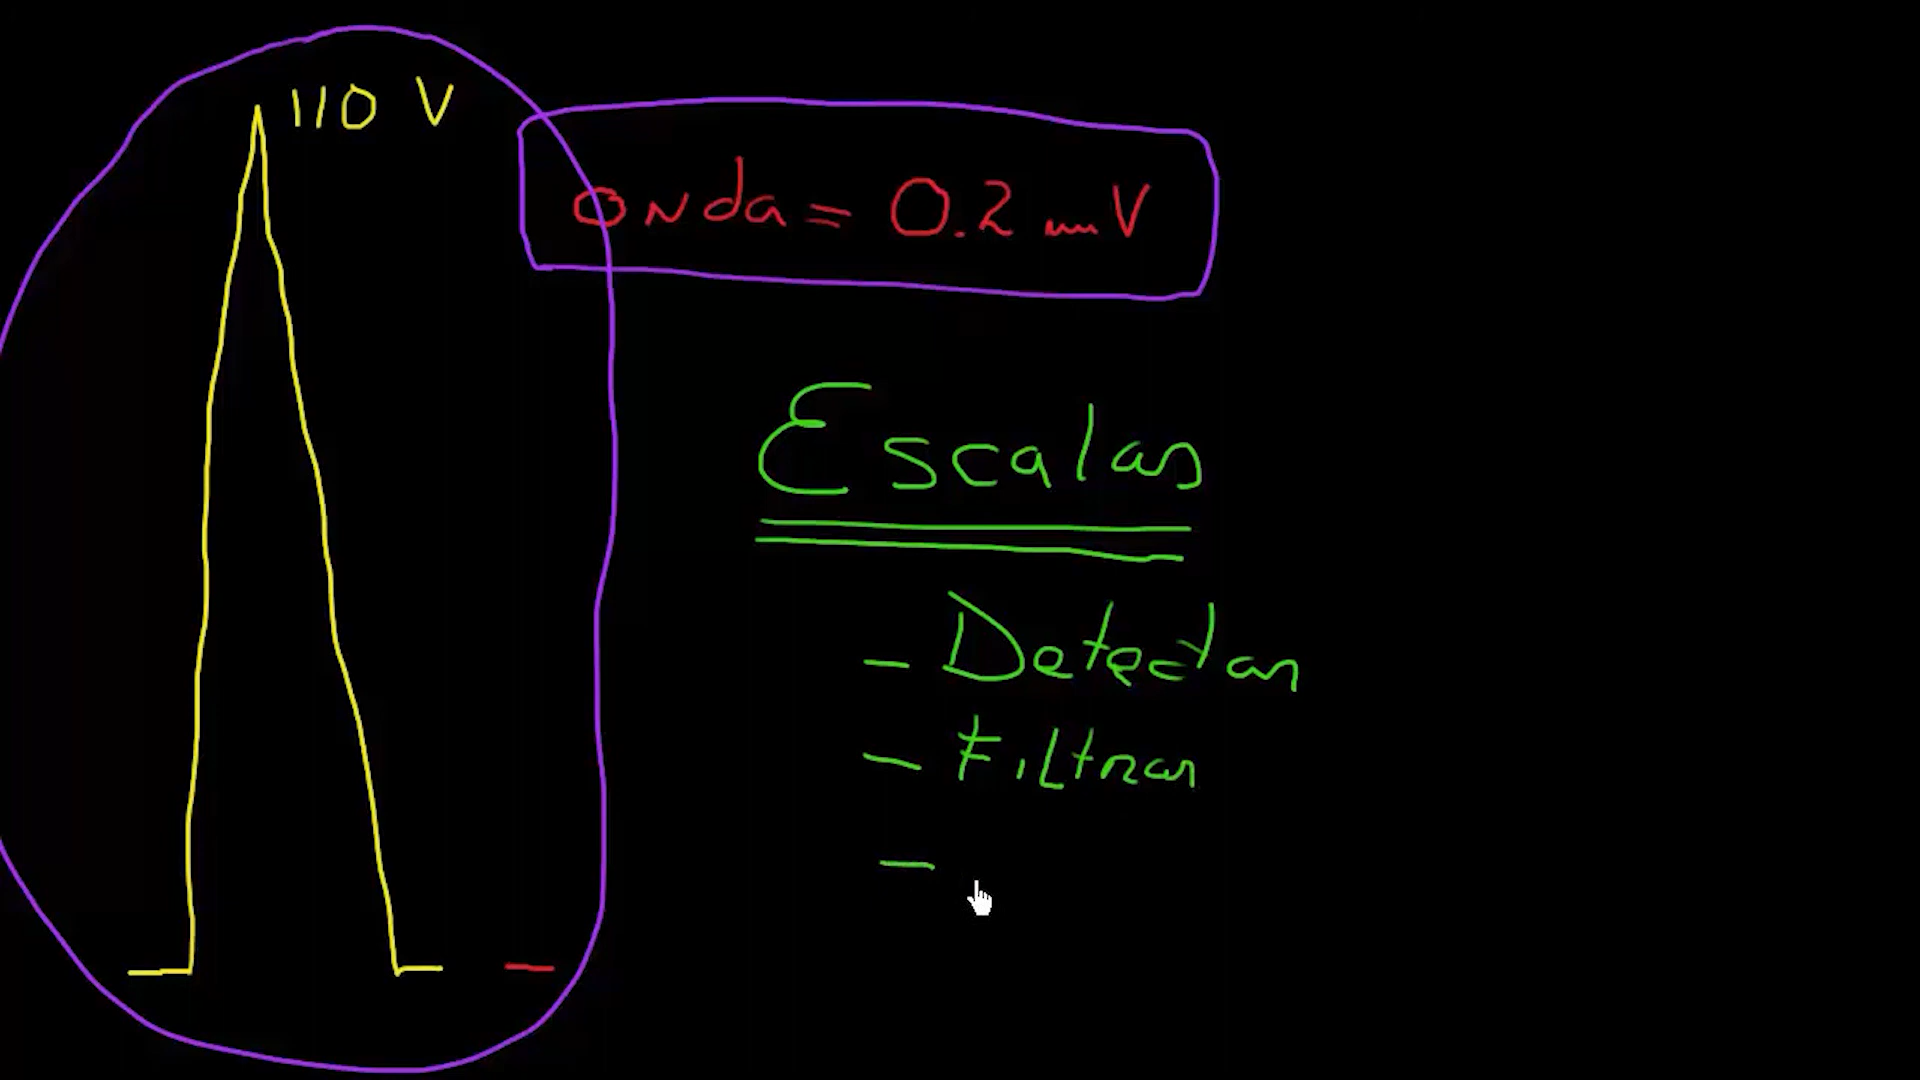 110 V
onda = 0.2 mV
Escalas
- Detectan
- Filtran
-